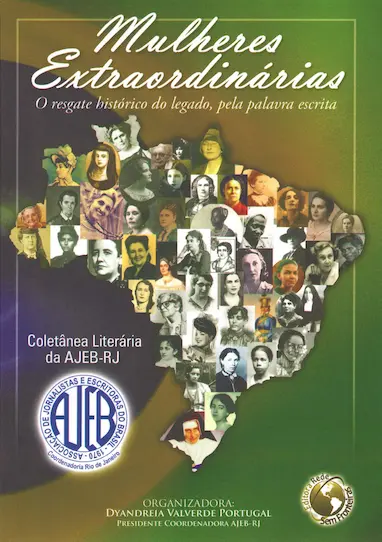 Mulheres
Extraordinárias
O resgate histórico do legado, pela palavra escrita
Coletânea Literária
da AJEB-RJ
ASSOCIAÇÃO DE JORNALISTAS E ESCRITORAS DO BRASIL
AJEB
1970
Coordenadoria Rio de Janeiro
ORGANIZADORA:
DYANDREIA VALVERDE PORTUGAL
PRESIDENTE COORDENADORA AJEB-RJ
Editora Rede
Sem Fronteiras